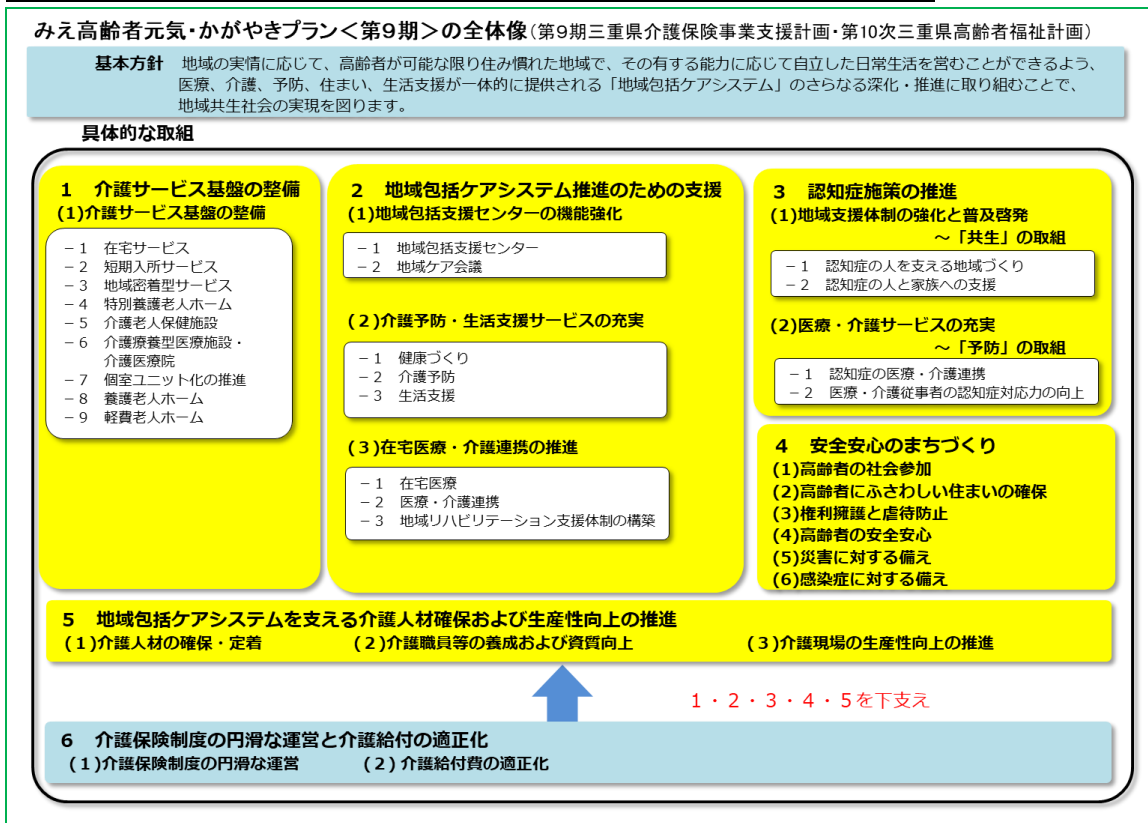 みえ高齢者元気・かがやきプラン＜第９期＞の全体像(第９期三重県介護保険事業支援計画・第10次三重県高齢者福祉計画)
基本方針　地域の実情に応じて、高齢者が可能な限り住み慣れた地域で、その有する能力に応じて自立した日常生活を営むことができるよう、
医療、介護、予防、住まい、生活支援が一体的に提供される「地域包括ケアシステム」のさらなる深化・推進に取り組むことで、
地域共生社会の実現を図ります。
具体的な取組
１　介護サービス基盤の整備
(1)介護サービス基盤の整備
－１　在宅サービス
－２　短期入所サービス
－３　地域密着型サービス
－４　特別養護老人ホーム
－５　介護老人保健施設
－６　介護療養型医療施設・
介護医療院
－７　個室ユニット化の推進
－８　養護老人ホーム
－９　軽費老人ホーム
２　地域包括ケアシステム推進のための支援
(1)地域包括支援センターの機能強化
－１　地域包括支援センター
－２　地域ケア会議
(２)介護予防・生活支援サービスの充実
－１　健康づくり
－２　介護予防
－３　生活支援
(３)在宅医療・介護連携の推進
－１　在宅医療
－２　医療・介護連携
－３　地域リハビリテーション支援体制の構築
３　認知症施策の推進
(1)地域支援体制の強化と普及啓発
～「共生」の取組
－１　認知症の人を支える地域づくり
－２　認知症の人と家族への支援
(2)医療・介護サービスの充実
～「予防」の取組
－１　認知症の医療・介護連携
－２　医療・介護従事者の認知症対応力の向上
４　安全安心のまちづくり
(1)高齢者の社会参加
(2)高齢者にふさわしい住まいの確保
(3)権利擁護と虐待防止
(4)高齢者の安全安心
(5)災害に対する備え
(6)感染症に対する備え
５　地域包括ケアシステムを支える介護人材確保および生産性向上の推進
(１)介護人材の確保・定着　(２)介護職員等の養成および資質向上　(３)介護現場の生産性向上の推進
１・２・３・４・５を下支え
６　介護保険制度の円滑な運営と介護給付の適正化
(１)介護保険制度の円滑な運営　(２)介護給付費の適正化